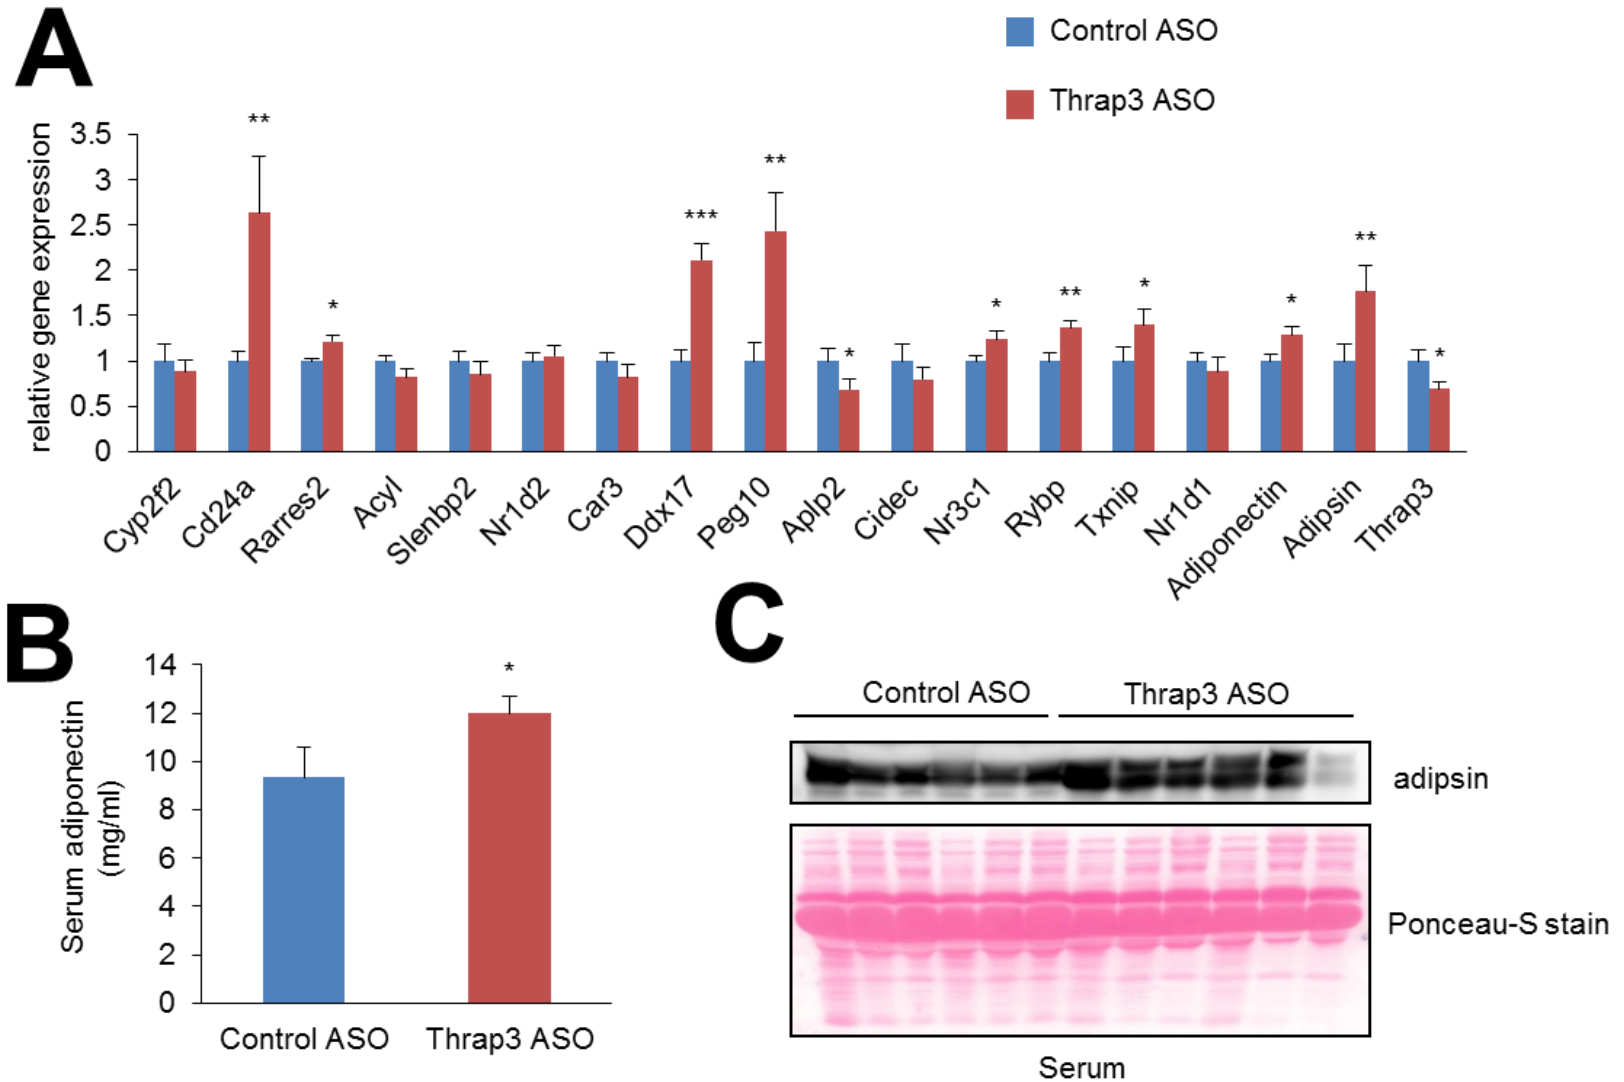 A
Control ASO
Thrap3 ASO
relative gene expression
3.5
3
2.5
2
1.5
1
0.5
0
**
*
***
**
*
*
**
*
*
**
*
Cyp2f2
Cd24a
Rarres2
Acyl
Slenbp2
Nr1d2
Car3
Ddx17
Peg10
Aplp2
Cidec
Nr3c1
Rybp
Txnip
Nr1d1
Adiponectin
Adipsin
Thrap3
B
Serum adiponectin
(mg/ml)
14
12
10
8
6
4
2
0
*
Control ASO
Thrap3 ASO
C
Control ASO
Thrap3 ASO
adipsin
Ponceau-S stain
Serum